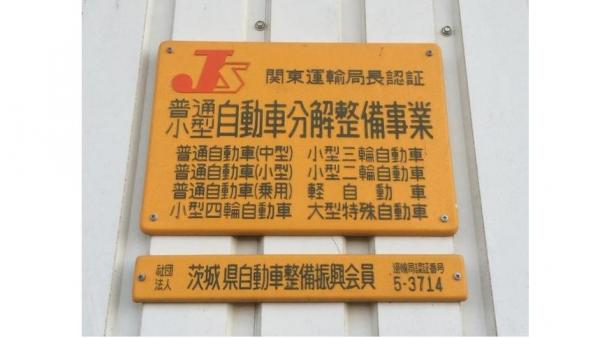 JS 関東運輸局長認証
普通
小型 自動車分解整備事業
普通自動車(中型) 小型三輪自動車
普通自動車(小型) 小型二輪自動車
普通自動車(乗用) 軽自動車
小型四輪自動車 大型特殊自動車
社団
法人 茨城県自動車整備振興会員
運輸局認証番号
5-3714